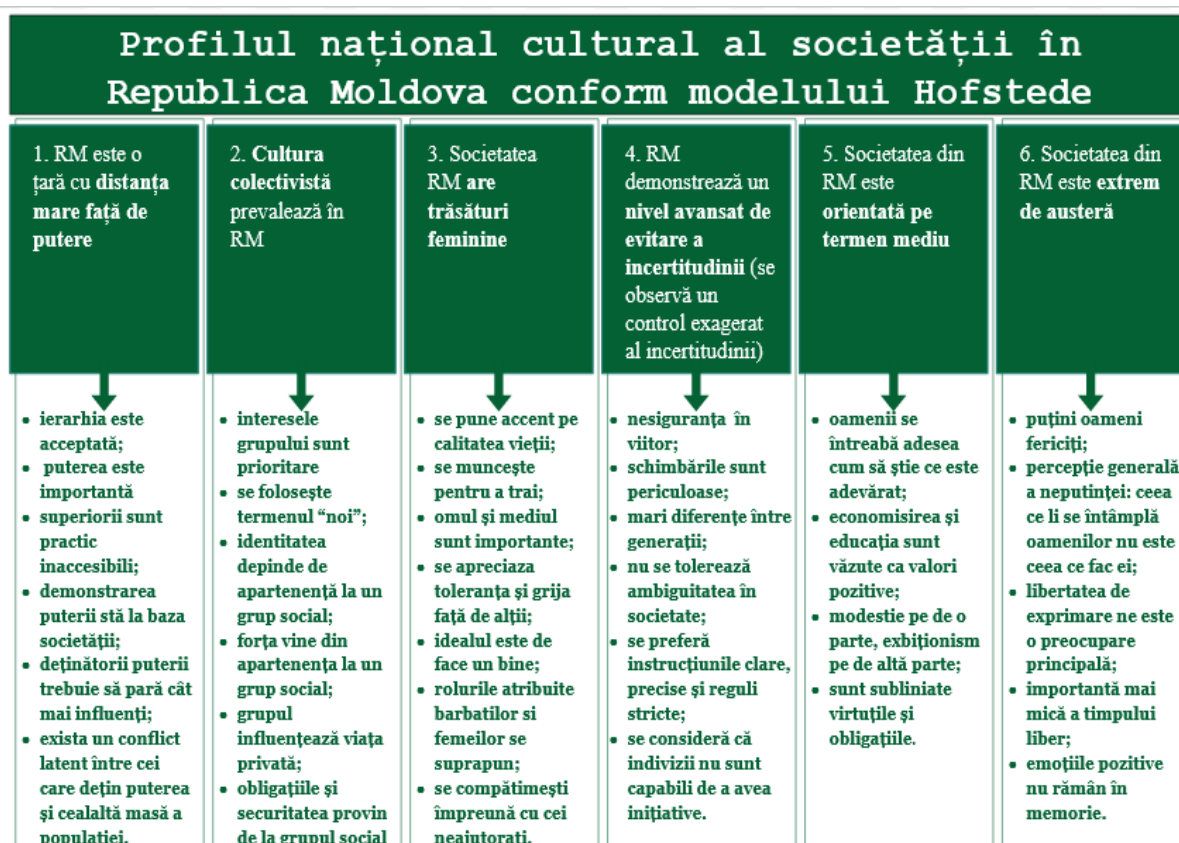 Profilul național cultural al societății în
Republica Moldova conform modelului Hofstede
1. RM este o
țară cu distanța
mare față de
putere
2. Cultura
colectivistă
prevalează în
RM
3. Societatea
RM are
trăsături
feminine
4. RM
demonstrează un
nivel avansat de
evitare a
incertitudinii (se
observă un
control exagerat
al incertitudinii)
5. Societatea din
RM este
orientată pe
termen mediu
6. Societatea din
RM este extrem
de austeră
• ierarhia este
acceptată;
• puterea este
importantă
• superiorii sunt
practic
inaccesibili;
• demonstrarea
puterii stă la baza
societății;
• deținătorii puterii
trebuie să pară cât
mai influenți;
• exista un conflict
latent între cei
care dețin puterea
și cealaltă masă a
populației.
• interesele
grupului sunt
prioritare
• se folosește
termenul “noi”;
• identitatea
depinde de
apartenență la un
grup social;
• forța vine din
apartenența la un
grup social;
• grupul
influențează viața
privată;
• obligațiile și
securitatea provin
de la grupul social
• se pune accent pe
calitatea vieții;
• se muncește
pentru a trai;
• omul și mediul
sunt importante;
• se apreciaza
toleranța și grija
față de alții;
• idealul este de
face un bine;
• rolurile atribuite
barbatilor si
femeilor se
suprapun;
• se compătimești
împreună cu cei
neajutorați.
• nesiguranța în
viitor;
• schimbările sunt
periculoase;
• mari diferențe între
generații;
• nu se tolerează
ambiguitatea în
societate;
• se preferă
instrucțiunile clare,
precise și reguli
stricte;
• se consideră că
indivizii nu sunt
capabili de a avea
inițiative.
• oamenii se
întreabă adesea
cum să știe ce este
adevărat;
• economisirea și
educația sunt
văzute ca valori
pozitive;
• modestie pe de o
parte, exbiționism
pe de altă parte;
• sunt subliniate
virtuțile și
obligațiile.
• puțini oameni
fericiți;
• percepție generală
a neputinței: ceea
ce li se întâmplă
oamenilor nu este
ceea ce fac ei;
• libertatea de
exprimare ne este
o preocupare
principală;
• importantă mai
mică a timpului
liber;
• emoțiile pozitive
nu rămân în
memorie.